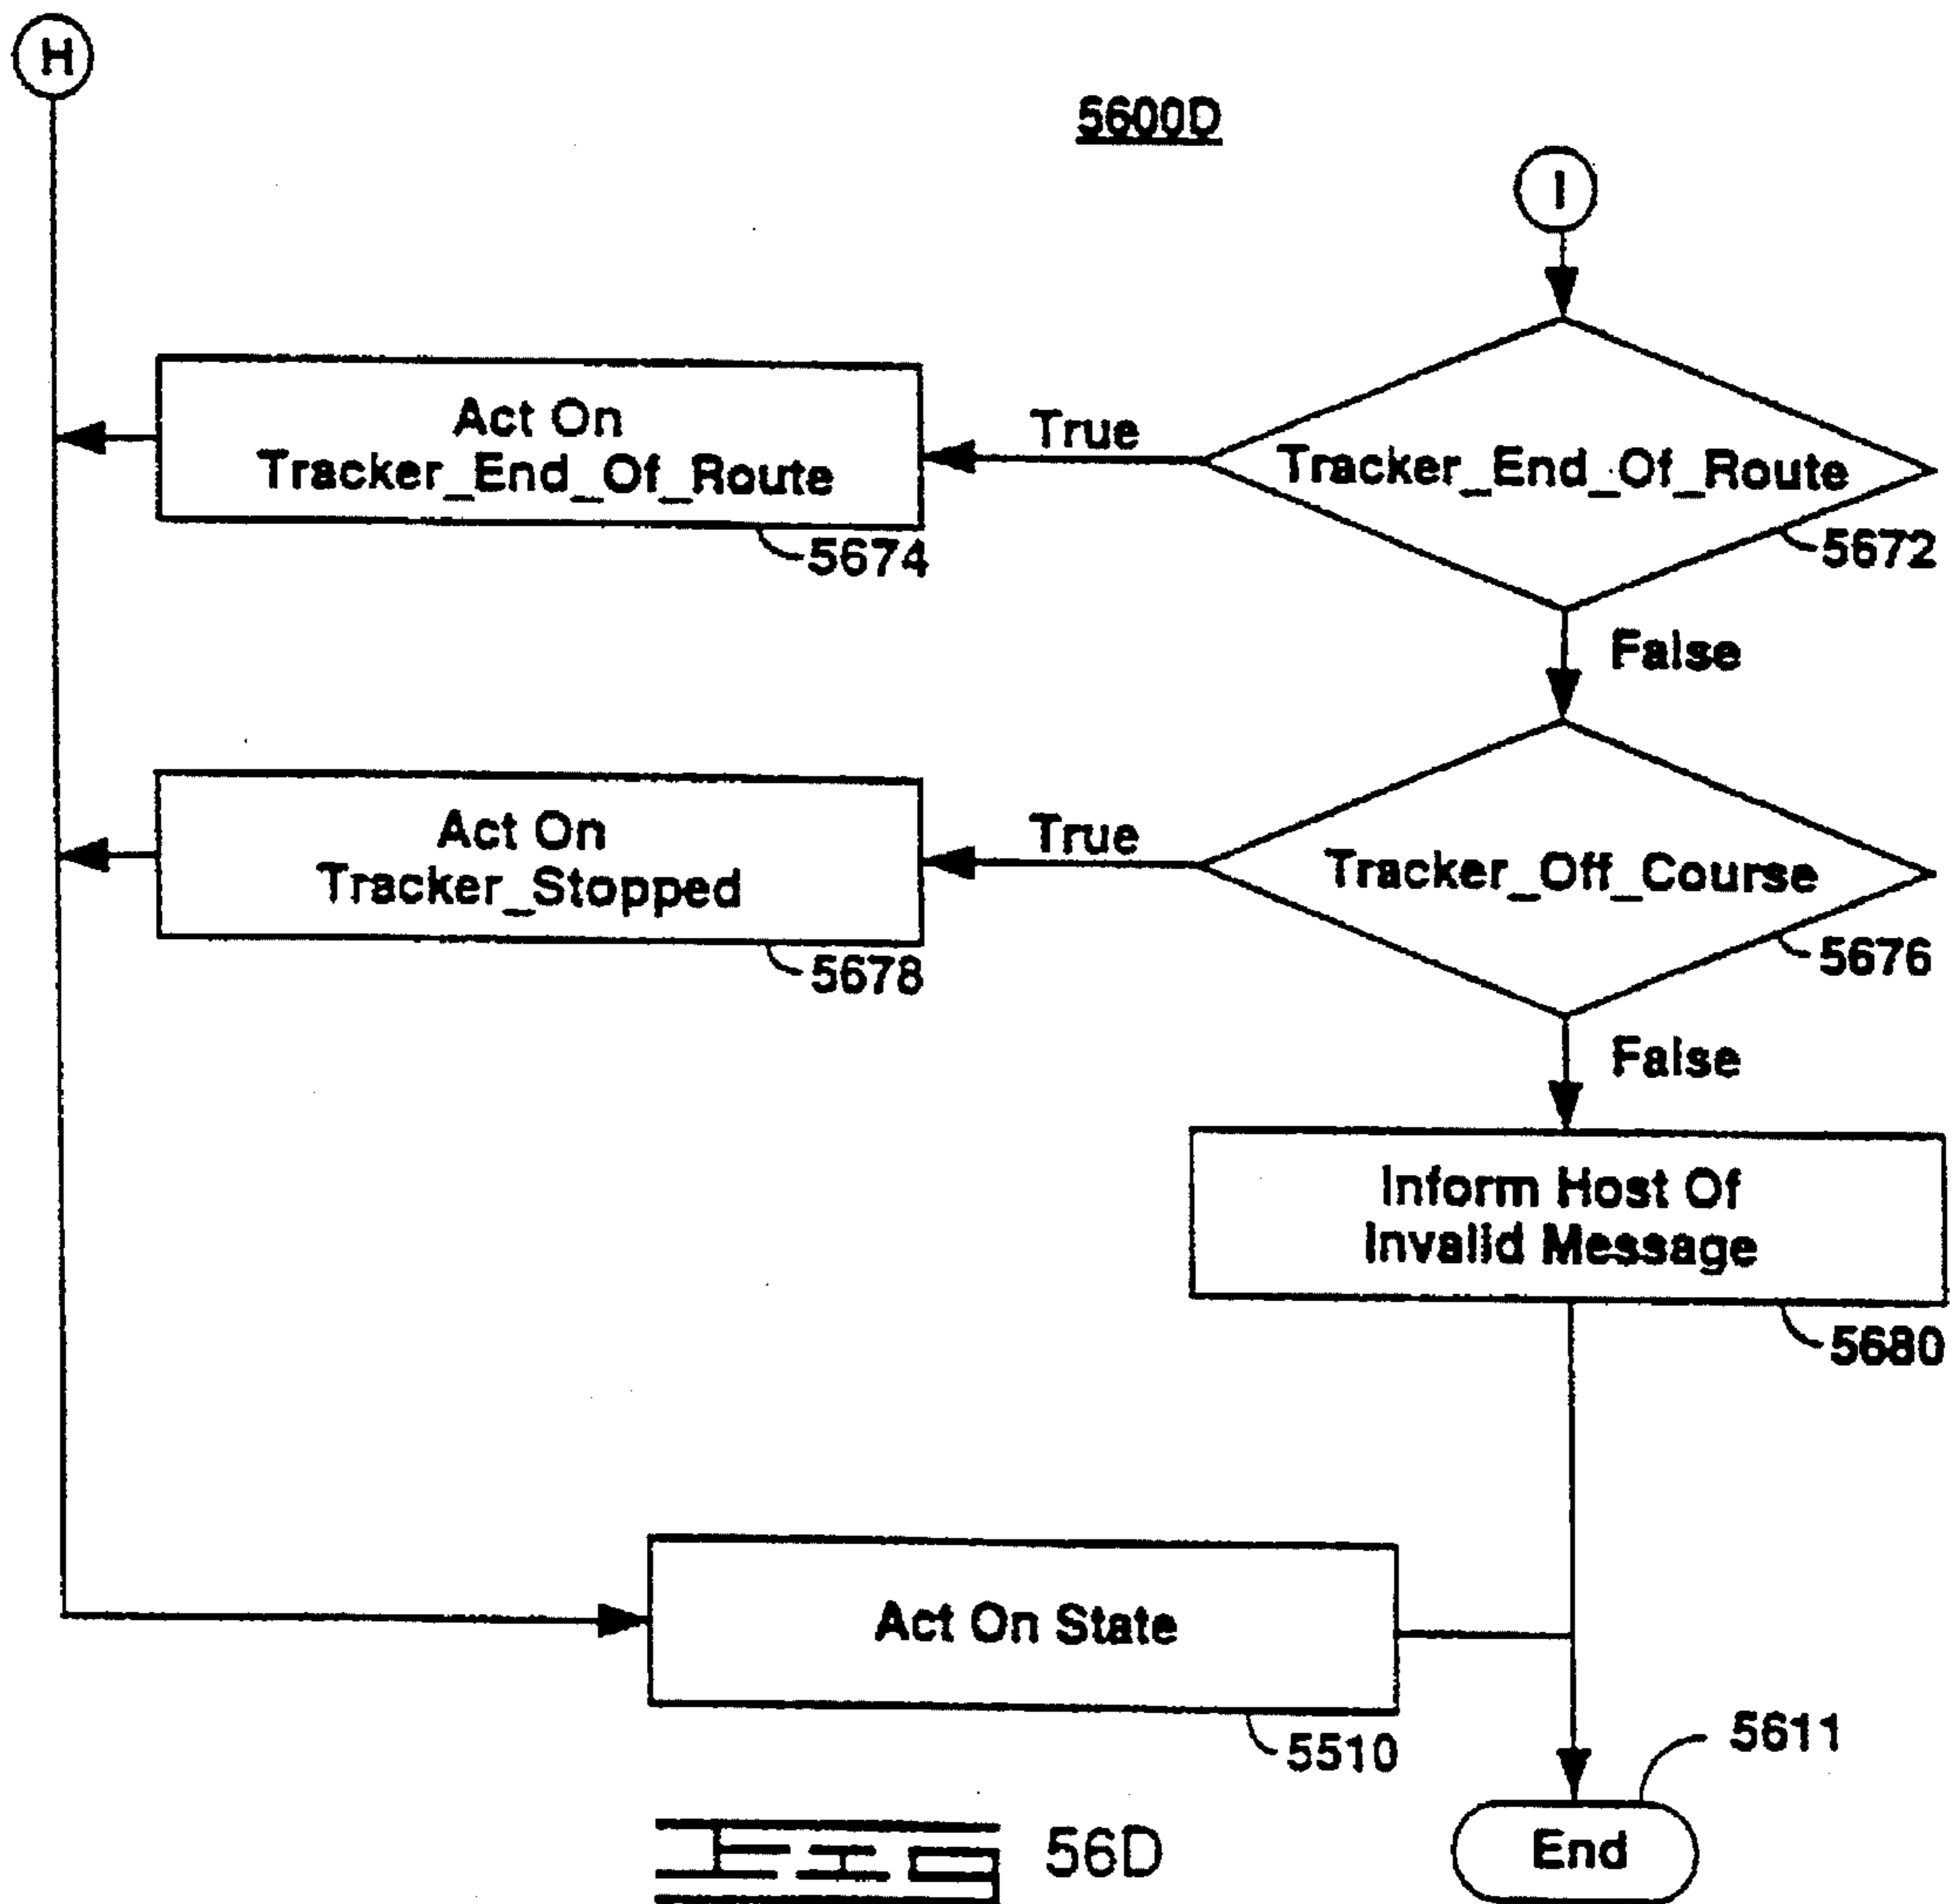 H
5600D
I
Act On
Tracker_End_Of_Route
5674
True
Tracker_End_Of_Route
5672
False
Act On
Tracker_Stopped
5678
True
Tracker_Off_Course
5676
False
Inform Host Of
Invalid Message
5680
Act On State
5510
5611
End
FIG 56D